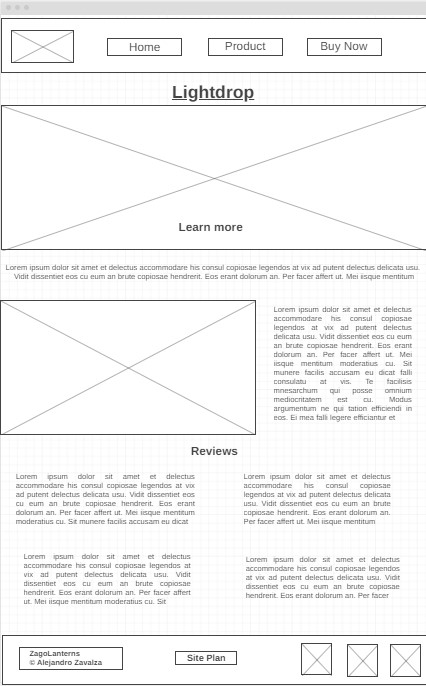 Home Product Buy Now
Lightdrop
Learn more
Lorem ipsum dolor sit amet et delectus accommodare his consul copiosae legendos at vix ad putent delectus delicata usu.
Vidit dissentiet eos cu eum an brute copiosae hendrerit. Eos erant dolorum an. Per facer affert ut. Mei iisque mentitum
Lorem ipsum dolor sit amet et delectus
accommodare his consul copiosae
legendos at vix ad putent delectus
delicata usu. Vidit dissentiet eos cu eum
an brute copiosae hendrerit. Eos erant
dolorum an. Per facer affert ut. Mei
iisque mentitum moderatius cu. Sit
munere facilis accusam eu dicat falli
consulatu at vis. Te facilisis
mnesarchum qui posse omnium
mediocritatem est cu. Modus
argumentum ne qui tation efficiendi in
eos. Ei mea falli legere efficiantur et
Reviews
Lorem ipsum dolor sit amet et delectus
accommodare his consul copiosae legendos at vix
ad putent delectus delicata usu. Vidit dissentiet eos
cu eum an brute copiosae hendrerit. Eos erant
dolorum an. Per facer affert ut. Mei iisque mentitum
moderatius cu. Sit munere facilis accusam eu dicat
Lorem ipsum dolor sit amet et delectus
accommodare his consul copiosae
legendos at vix ad putent delectus delicata
usu. Vidit dissentiet eos cu eum an brute
copiosae hendrerit. Eos erant dolorum an.
Per facer affert ut. Mei iisque mentitum
Lorem ipsum dolor sit amet et delectus
accommodare his consul copiosae legendos at
vix ad putent delectus delicata usu. Vidit
dissentiet eos cu eum an brute copiosae
hendrerit. Eos erant dolorum an. Per facer affert
ut. Mei iisque mentitum moderatius cu. Sit
Lorem ipsum dolor sit amet et delectus
accommodare his consul copiosae legendos
at vix ad putent delectus delicata usu. Vidit
dissentiet eos cu eum an brute copiosae
hendrerit. Eos erant dolorum an. Per facer
ZagoLanterns
© Alejandro Zavalza
Site Plan